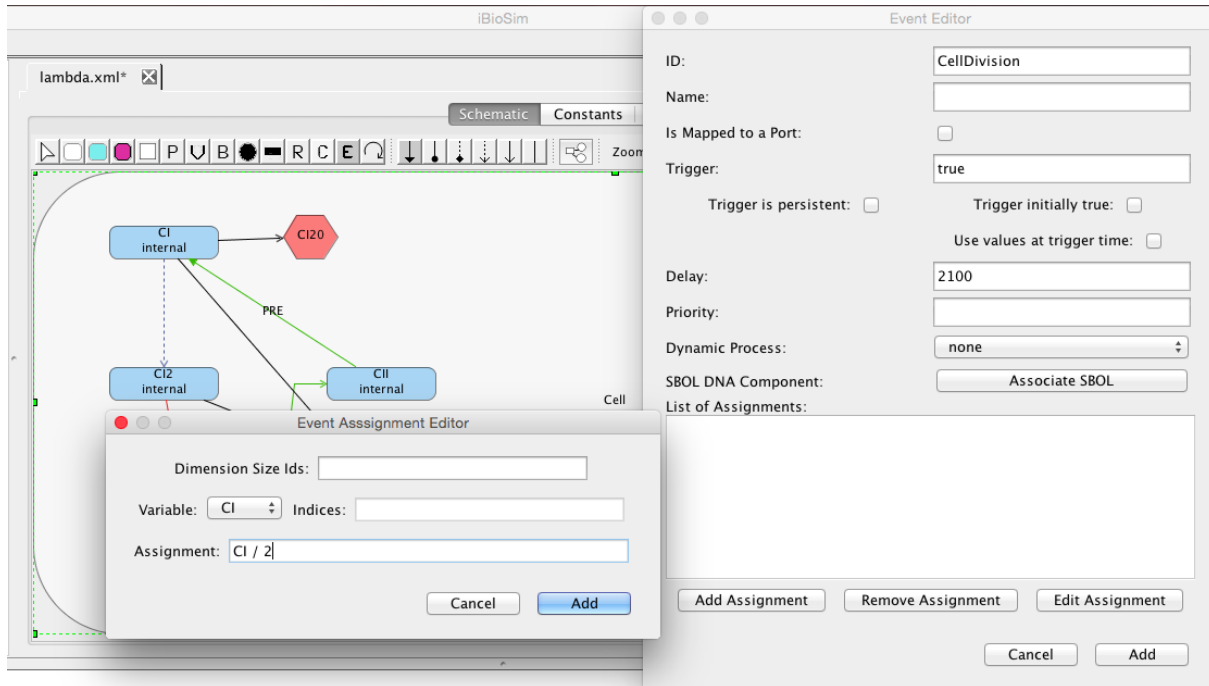 iBioSim
lambda.xml*
Schematic
Constants
P V B R C E
Zoom
CI
internal
CI20
PRE
CI2
internal
CII
internal
Cell
Event Asssignment Editor
Dimension Size Ids:
Variable: CI Indices:
Assignment: CI / 2
Cancel Add
Event Editor
ID: CellDivision
Name:
Is Mapped to a Port:
Trigger: true
Trigger is persistent: Trigger initially true:
Use values at trigger time:
Delay: 2100
Priority:
Dynamic Process: none
SBOL DNA Component: Associate SBOL
List of Assignments:
Add Assignment Remove Assignment Edit Assignment
Cancel Add